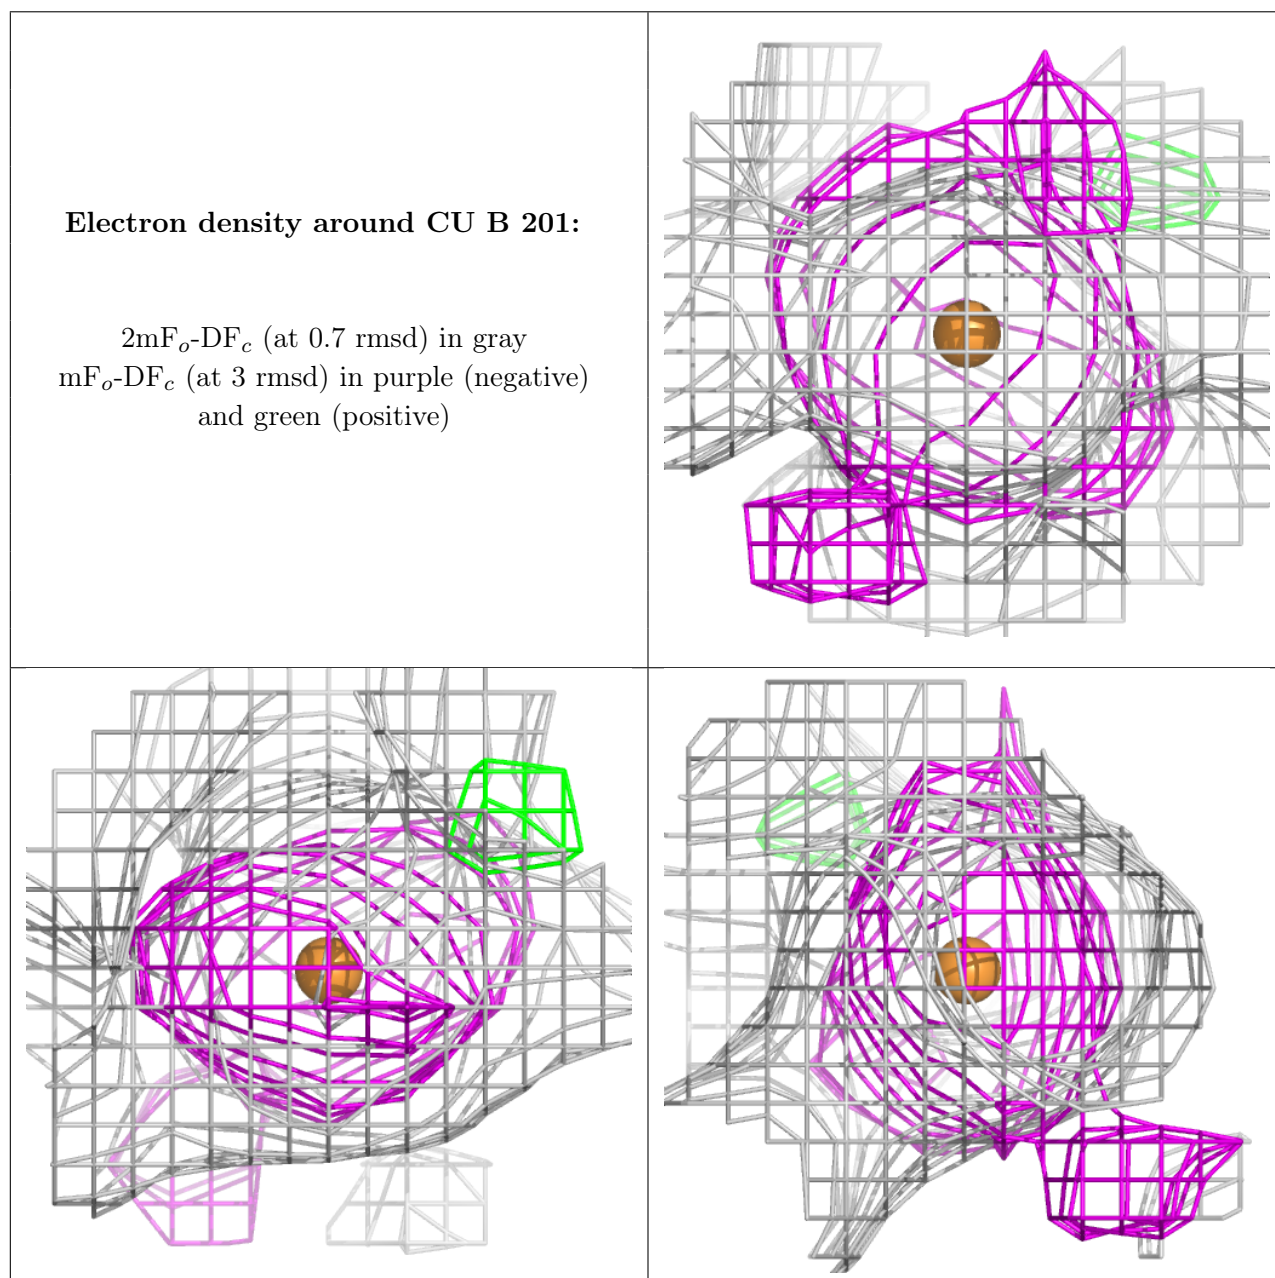 Electron density around CU B 201:
2mFo-DFc (at 0.7 rmsd) in gray
mFo-DFc (at 3 rmsd) in purple (negative)
and green (positive)